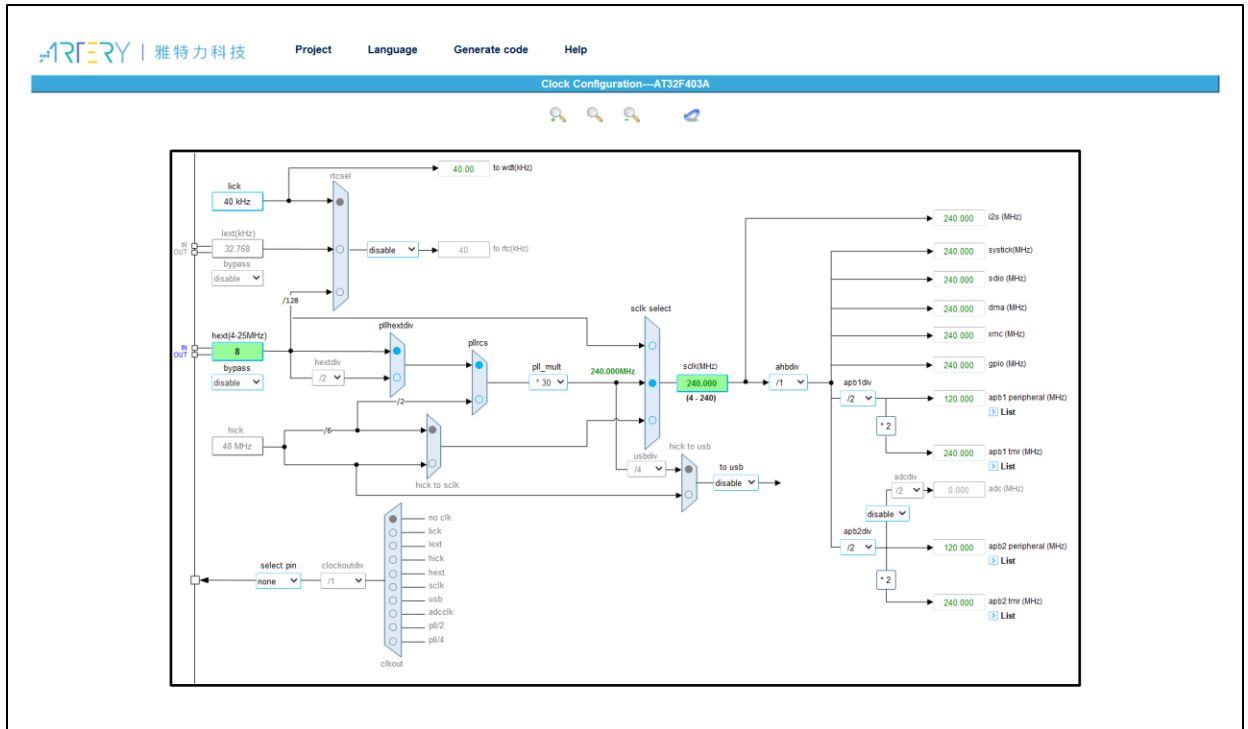 ARTERY | 雅特力科技
Project Language Generate code Help
Clock Configuration---AT32F403A
rtcsel
40.00 to wdt(kHz)
lick
40 kHz
lext(kHz)
IN
OUT
32.768
bypass
disable
disable
40 to rtc(kHz)
/128
hext(4-25MHz)
IN
OUT
8
bypass
disable
pllhextdiv
hextdiv
/2
pllrcs
/2
pll_mult
* 30
240.000MHz
sclk select
sclk(MHz)
240.000
(4 - 240)
ahbdiv
/1
hick
48 MHz
/6
hick to sclk
usbdiv
/4
hick to usb
to usb
disable
240.000 i2s (MHz)
240.000 systick(MHz)
240.000 sdio (MHz)
240.000 dma (MHz)
240.000 xmc (MHz)
240.000 gpio (MHz)
apb1div
/2
120.000 apb1 peripheral (MHz)
List
* 2
240.000 apb1 tmr (MHz)
List
adcdiv
/2
0.000 adc (MHz)
disable
apb2div
/2
120.000 apb2 peripheral (MHz)
List
* 2
240.000 apb2 tmr (MHz)
List
select pin
none
clockoutdiv
/1
no clk
lick
lext
hick
hext
sclk
usb
adcclk
pll/2
pll/4
clkout